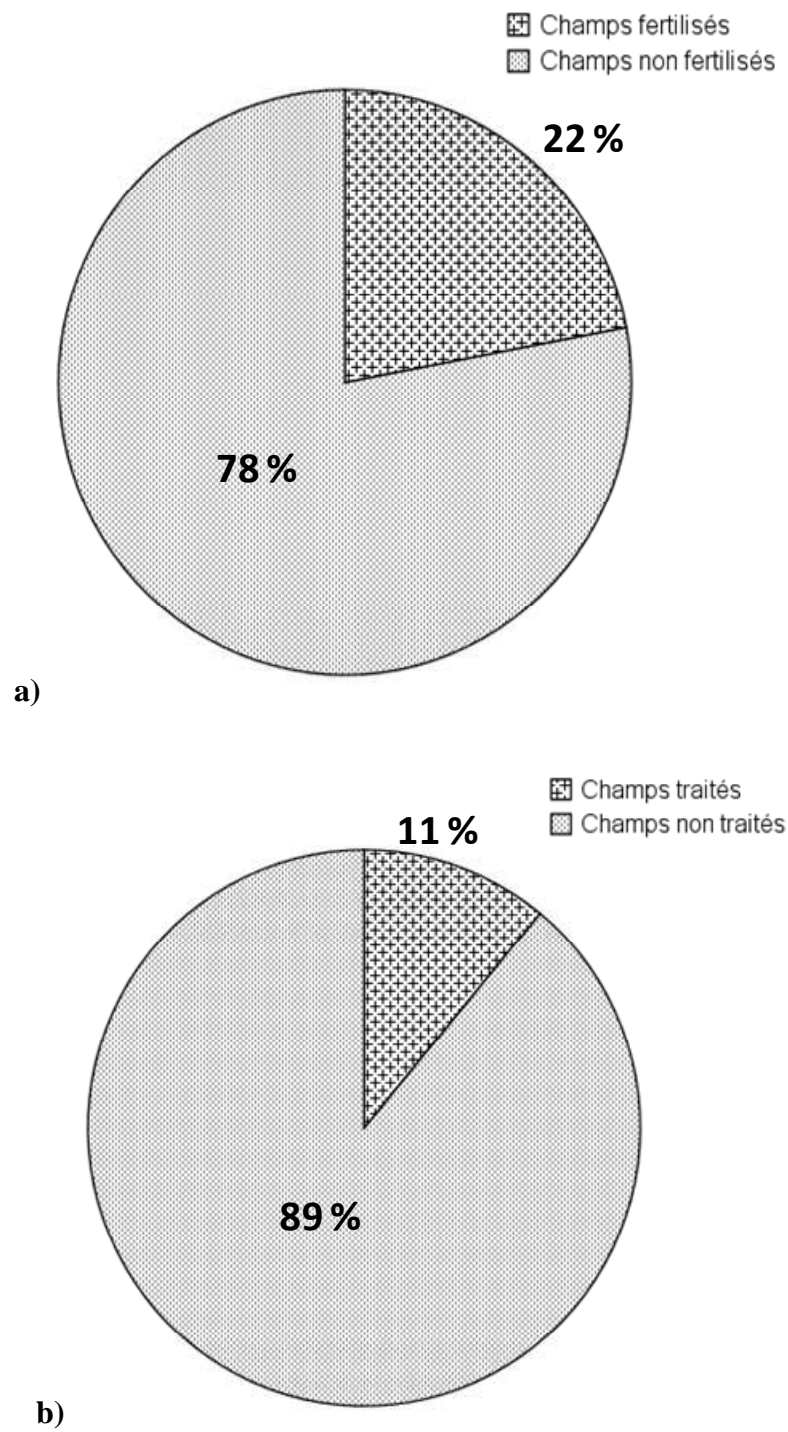 Champs fertilisés
Champs non fertilisés
22 %
78 %
a)
Champs traités
Champs non traités
11 %
89 %
b)